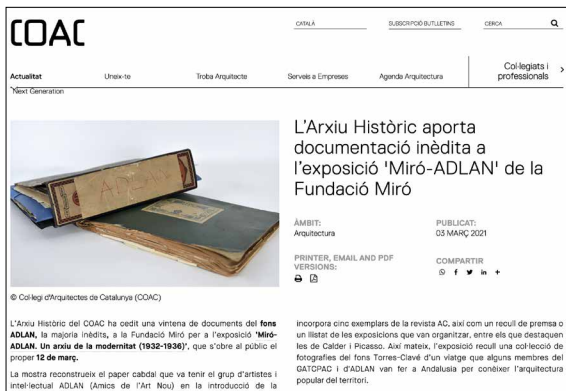 COAC
CATALÀ
SUBSCRIPCIÓ BUTLLETINS
CERCA
Actualitat
Uneix-te
Troba Arquitecte
Serveis a Empreses
Agenda Arquitectura
Col·legiats i
professionals
Next Generation
ADLAN
L'Arxiu Històric aporta
documentació inèdita a
l'exposició 'Miró-ADLAN' de la
Fundació Miró
ÀMBIT:
Arquitectura
PUBLICAT:
03 MARÇ 2021
PRINTER, EMAIL AND PDF
VERSIONS:
COMPARTIR
© Col·legi d'Arquitectes de Catalunya (COAC)
L'Arxiu Històric del COAC ha cedit una vintena de documents del fons
ADLAN, la majoria inèdits, a la Fundació Miró per a l'exposició 'Miró-
ADLAN. Un arxiu de la modernitat (1932-1936)', que s'obre al públic el
proper 12 de març.
La mostra reconstrueix el paper cabdal que va tenir el grup d'artistes i
intel·lectual ADLAN (Amics de l'Art Nou) en la introducció de la
incorpora cinc exemplars de la revista AC, així com un recull de premsa o
un llistat de les exposicions que van organitzar, entre els que destaquen
les de Calder i Picasso. Així mateix, l'exposició recull una col·lecció de
fotografies del fons Torres-Clavé d'un viatge que alguns membres del
GATCPAC i d'ADLAN van fer a Andalusia per conèixer l'arquitectura
popular del territori.